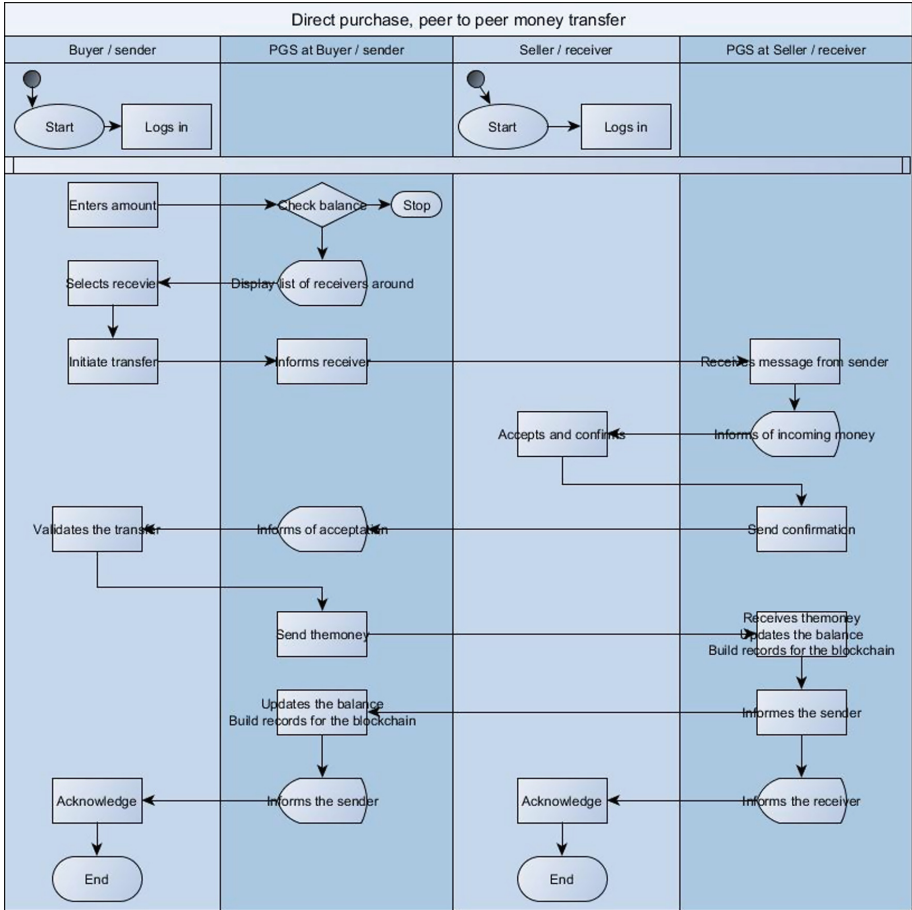 Direct purchase, peer to peer money transfer
Buyer / sender
PGS at Buyer / sender
Seller / receiver
PGS at Seller / receiver
Start
Logs in
Start
Logs in
Enters amount
Check balance
Stop
Selects recevie
Display list of receivers around
Initiate transfer
Informs receiver
Receives message from sender
Accepts and confirms
Informs of incoming money
Validates the transfer
Informs of acceptation
Send confirmation
Send themoney
Receives themoney
Updates the balance
Build records for the blockchain
Updates the balance
Build records for the blockchain
Informes the sender
Acknowledge
Informs the sender
Acknowledge
Informs the receiver
End
End